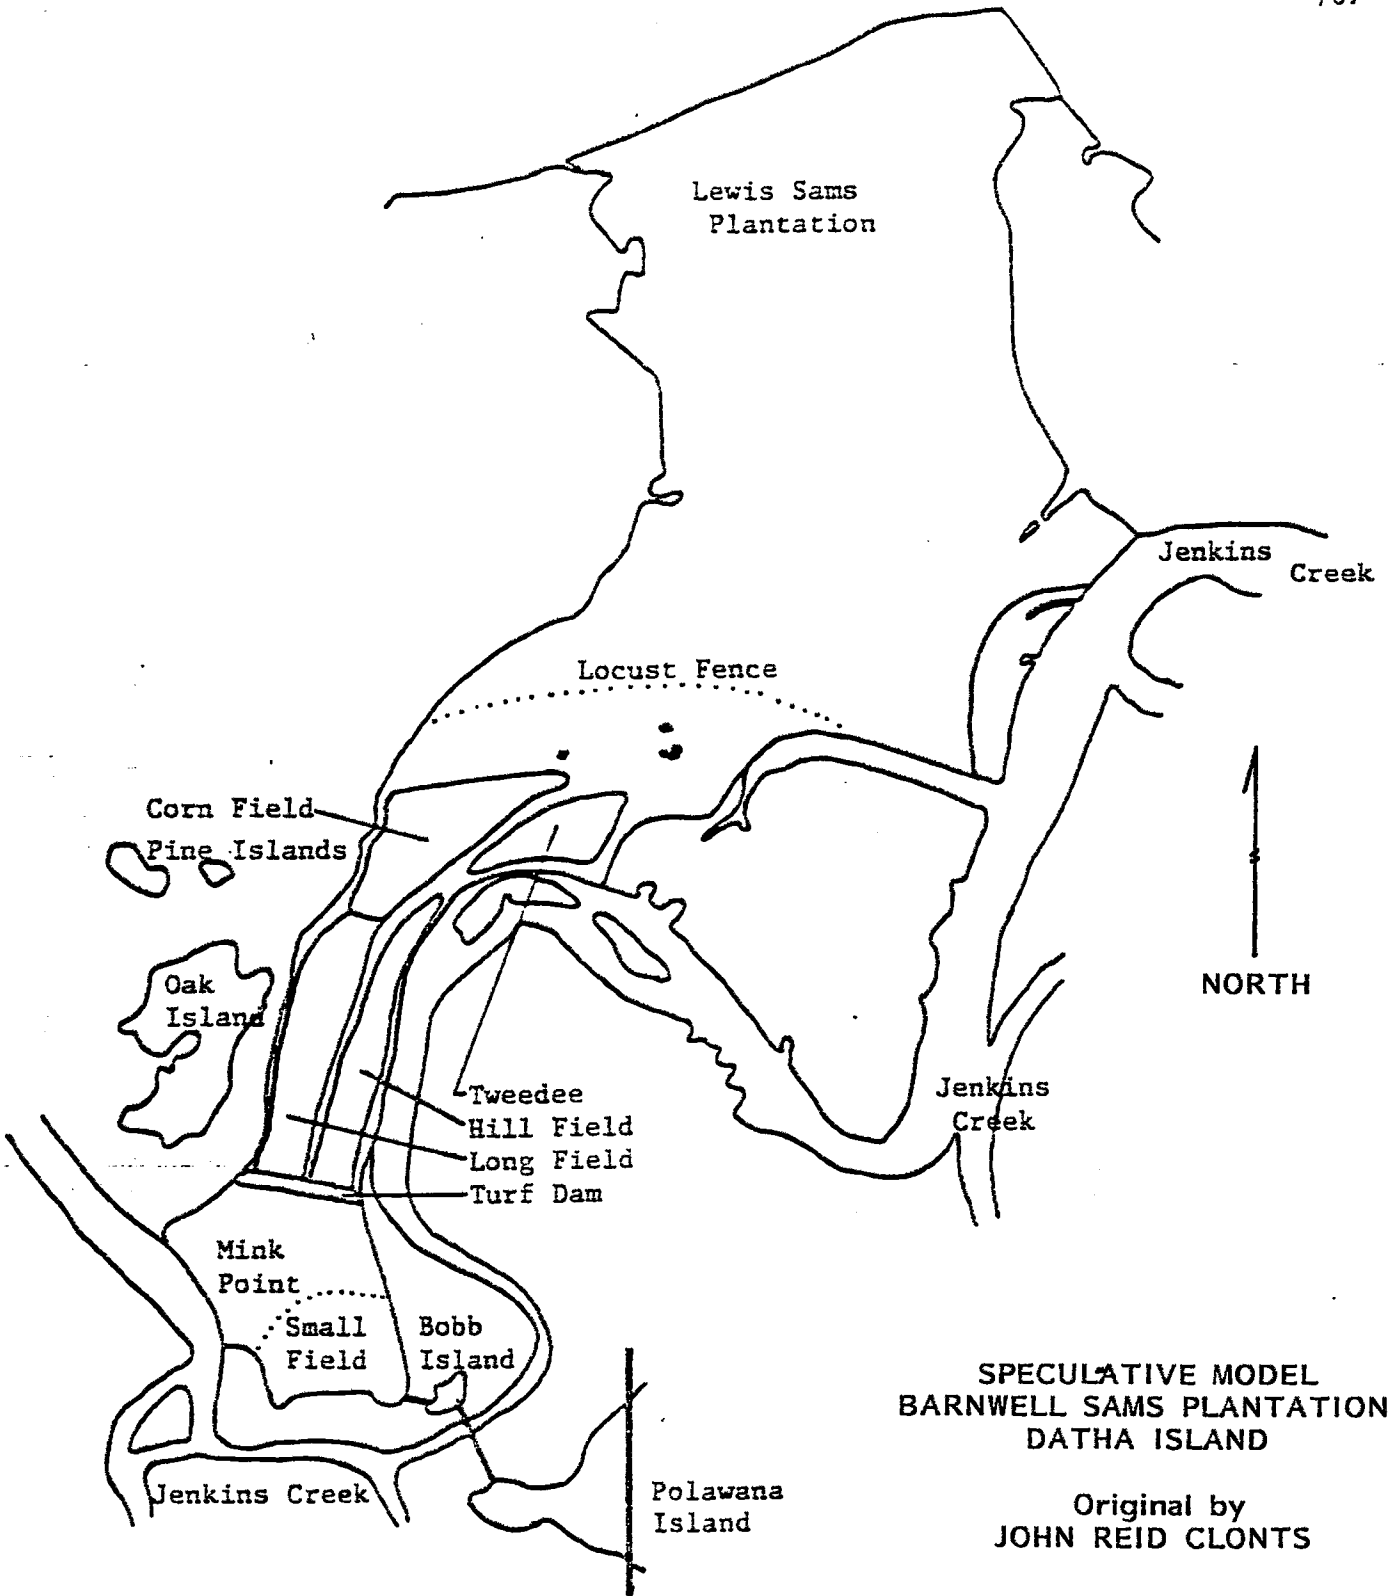 Lewis Sams
Plantation
Jenkins
Creek
Locust Fence
Corn Field
Pine Islands
Oak
Island
NORTH
Tweedee
Hill Field
Long Field
Turf Dam
Jenkins
Creek
Mink
Point
Small
Field
Bobb
Island
Jenkins Creek
Polawana
Island
SPECULATIVE MODEL
BARNWELL SAMS PLANTATION
DATHA ISLAND
Original by
JOHN REID CLONTS